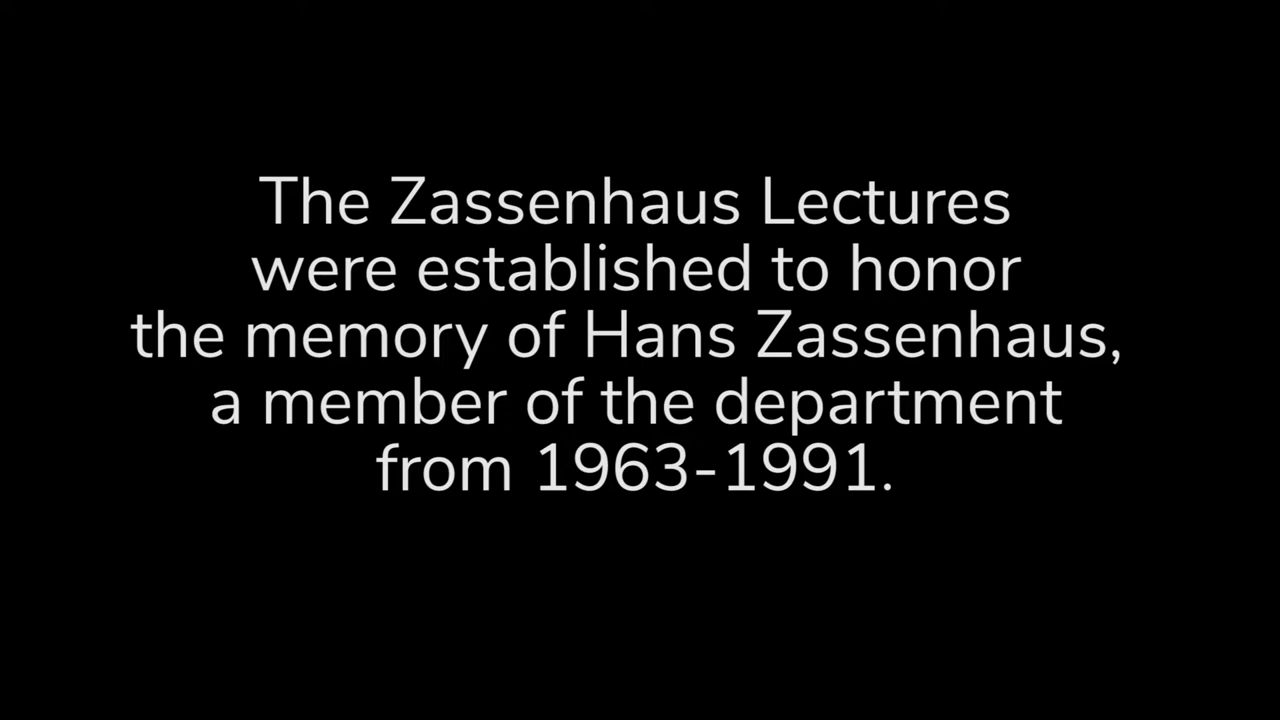 The Zassenhaus Lectures
were established to honor
the memory of Hans Zassenhaus,
a member of the department
from 1963-1991.